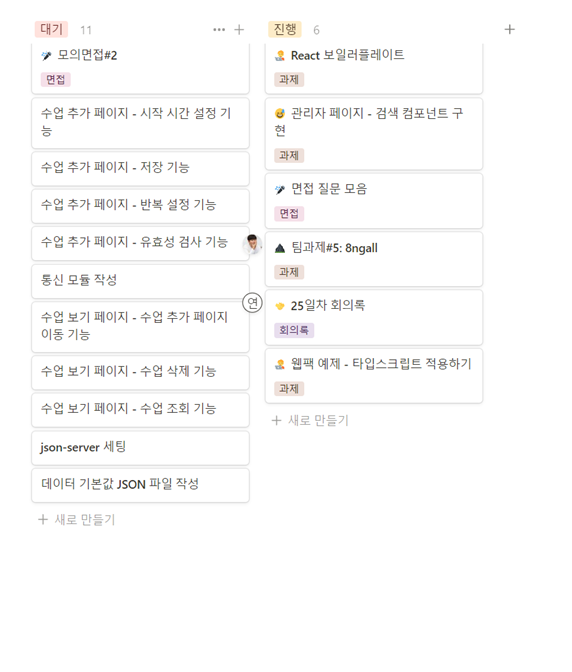 대기 11
모의면접#2
면접
수업 추가 페이지 - 시작 시간 설정 기
능
수업 추가 페이지 - 저장 기능
수업 추가 페이지 - 반복 설정 기능
수업 추가 페이지 - 유효성 검사 기능
통신 모듈 작성
수업 보기 페이지 - 수업 추가 페이지
이동 기능
수업 보기 페이지 - 수업 삭제 기능
수업 보기 페이지 - 수업 조회 기능
json-server 세팅
데이터 기본값 JSON 파일 작성
+ 새로 만들기
연
진행 6
React 보일러플레이트
과제
관리자 페이지 - 검색 컴포넌트 구
현
과제
면접 질문 모음
면접
팀과제#5: 8ngall
과제
25일차 회의록
회의록
웹팩 예제 - 타입스크립트 적용하기
과제
+ 새로 만들기